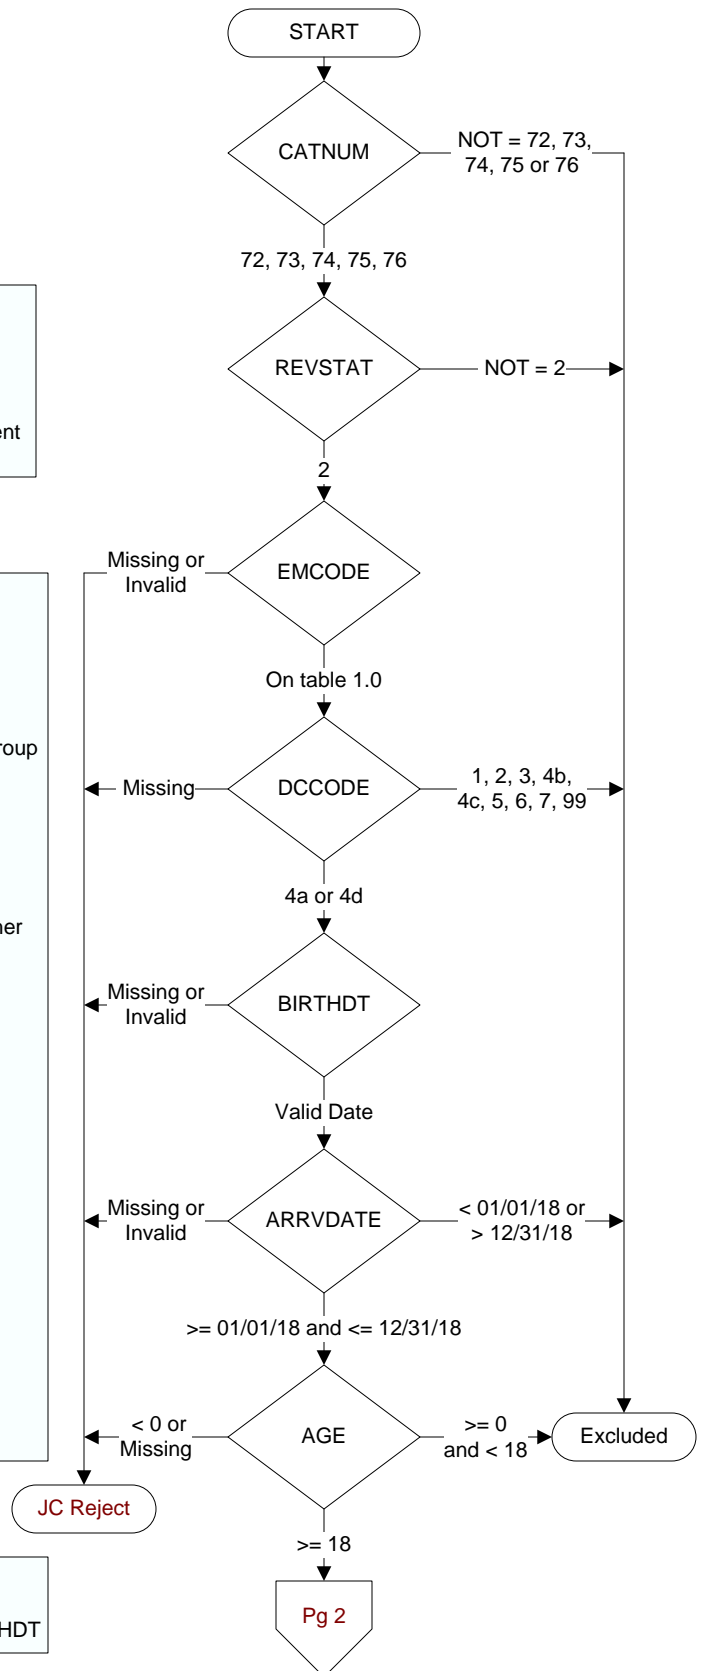 START
CATNUM
NOT = 72, 73,
74, 75 or 76
72, 73, 74, 75, 76
REVSTAT
NOT = 2
2
EMCODE
Missing or
Invalid
On table 1.0
DCCODE
Missing
1, 2, 3, 4b,
4c, 5, 6, 7, 99
4a or 4d
BIRTHDT
Missing or
Invalid
Valid Date
ARRVDATE
Missing or
Invalid
< 01/01/18 or
> 12/31/18
>= 01/01/18 and <= 12/31/18
AGE
< 0 or
Missing
>= 0
and < 18
Excluded
JC Reject
>= 18
Pg 2